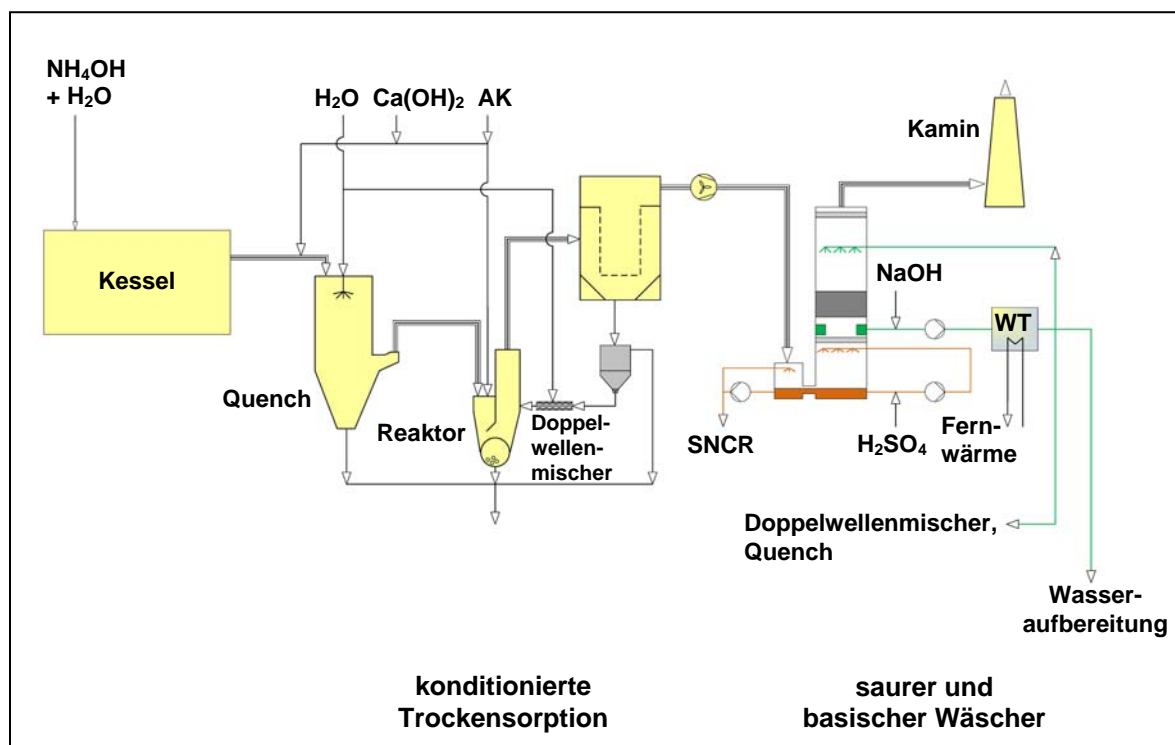 NH₄OH
+ H₂O
H₂O Ca(OH)₂ AK
Kamin
Kessel
NaOH
WT
Quench
Reaktor
Doppel-
wellen-
mischer
SNCR
H₂SO₄
Fern-
wärme
Doppelwellenmischer,
Quench
Wasser-
aufbereitung
konditionierte
Trockensorption
saurer und
basischer Wäscher